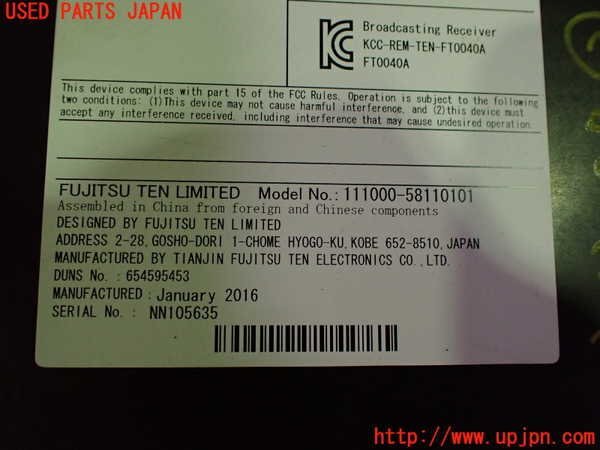 USED PARTS JAPAN
Broadcasting Receiver
KCC-REM-TEN-FT0040A
FT0040A
This device complies with part 15 of the FCC Rules. Operation is subject to the following
two conditions: (1)This device may not cause harmful interference, and (2)this device must
accept any interference received, including interference that may cause undesired operation.
FUJITSU TEN LIMITED Model No.: 111000-58110101
Assembled in China from foreign and Chinese components
DESIGNED BY FUJITSU TEN LIMITED
ADDRESS 2-28,GOSHO-DORI 1-CHOME HYOGO-KU,KOBE 652-8510,JAPAN
MANUFACTURED BY TIANJIN FUJITSU TEN ELECTRONICS CO.,LTD.
DUNS No.: 654595453
MANUFACTURED:January 2016
SERIAL No.: NN105635
http://www.upjpn.com/